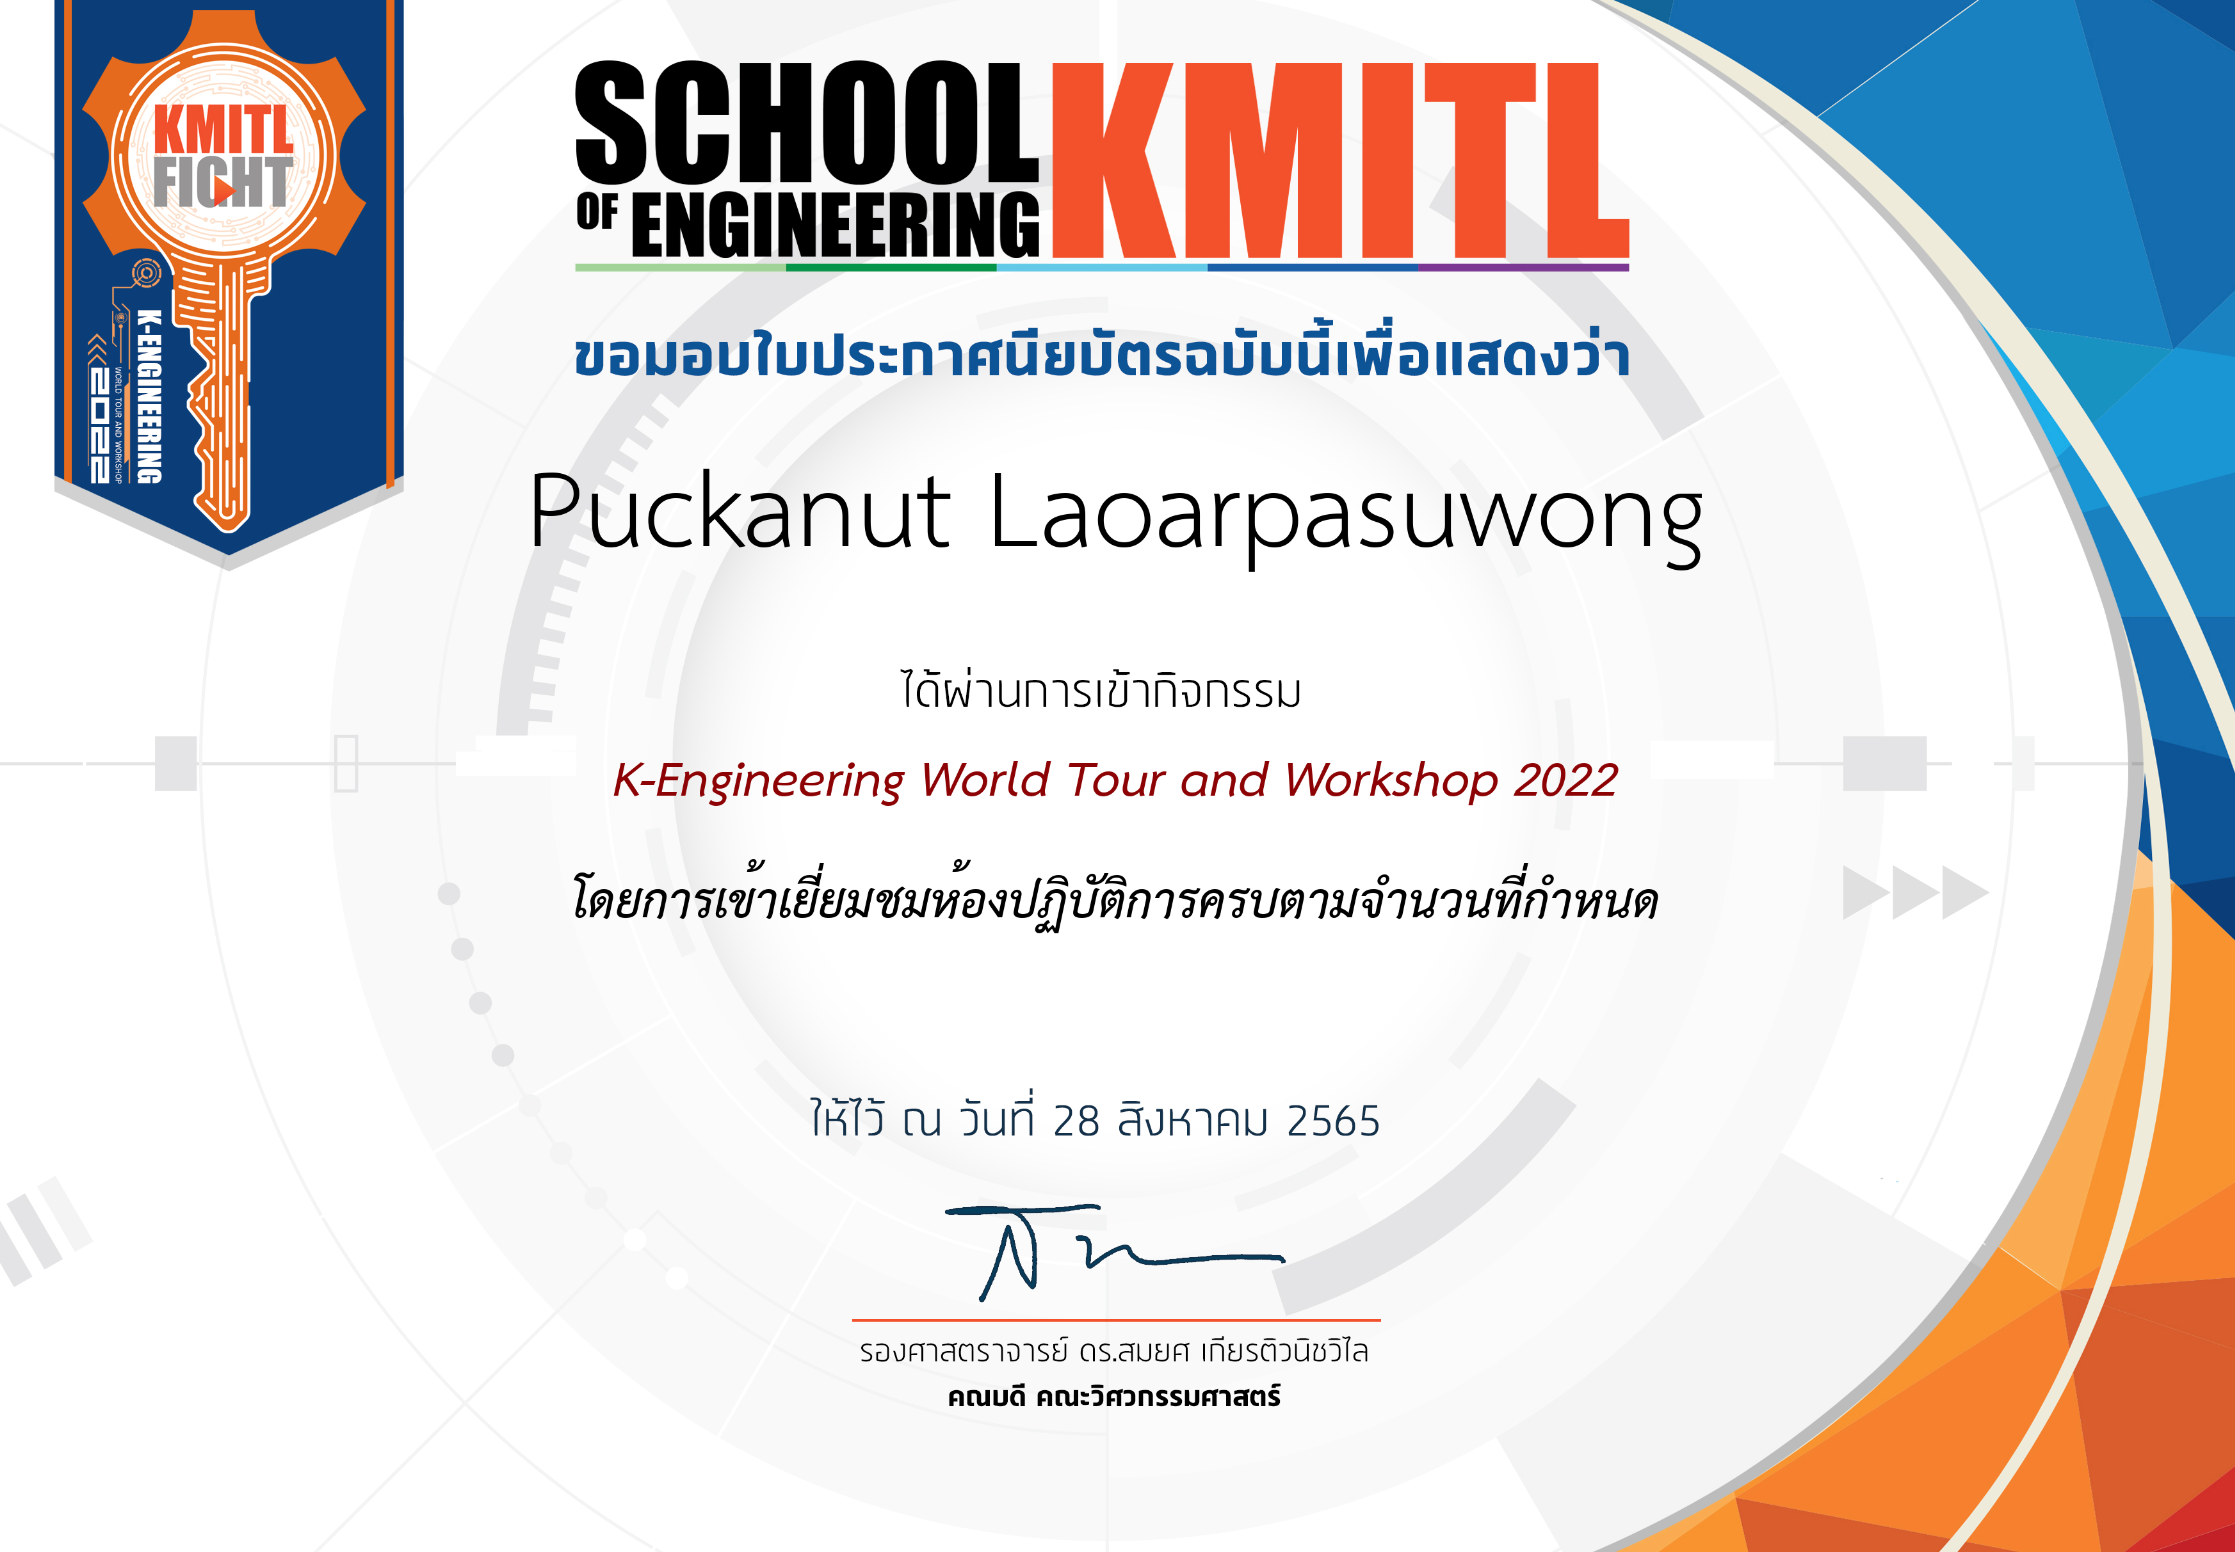 KMITL
FIGHT
K-ENGINEERING
WORLD TOUR AND WORKSHOP
2022
SCHOOL
OF ENGINEERING
KMITL
ขอมอบใบประกาศนียบัตรฉบับนี้เพื่อแสดงว่า
Puckanut Laoarpasuwong
ได้ผ่านการเข้ากิจกรรม
K-Engineering World Tour and Workshop 2022
โดยการเข้าเยี่ยมชมห้องปฏิบัติการครบตามจำนวนที่กำหนด
ให้ไว้ ณ วันที่ 28 สิงหาคม 2565
รองศาสตราจารย์ ดร.สมยศ เกียรติวนิชวิไล
คณบดี คณะวิศวกรรมศาสตร์